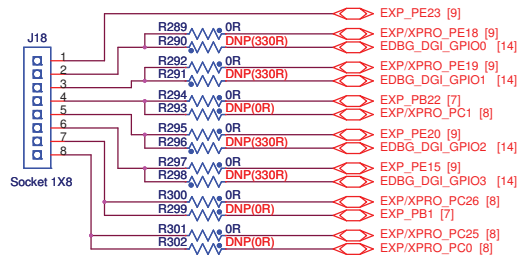 EXP_PE23 [9]
J18
R289 0R EXP/XPRO_PE18 [9]
R290 DNP(330R) EDBG_DGI_GPIO0 [14]
1
R292 0R EXP/XPRO_PE19 [9]
2
R291 DNP(330R) EDBG_DGI_GPIO1 [14]
3
R294 0R EXP_PB22 [7]
4
R293 DNP(0R) EXP/XPRO_PC1 [8]
5
R295 0R EXP_PE20 [9]
6
R296 DNP(330R) EDBG_DGI_GPIO2 [14]
7
8
R297 0R EXP_PE15 [9]
Socket 1X8
R298 DNP(330R) EDBG_DGI_GPIO3 [14]
R300 0R EXP/XPRO_PC26 [8]
R299 DNP(0R) EXP_PB1 [7]
R301 0R EXP/XPRO_PC25 [8]
R302 DNP(0R) EXP/XPRO_PC0 [8]